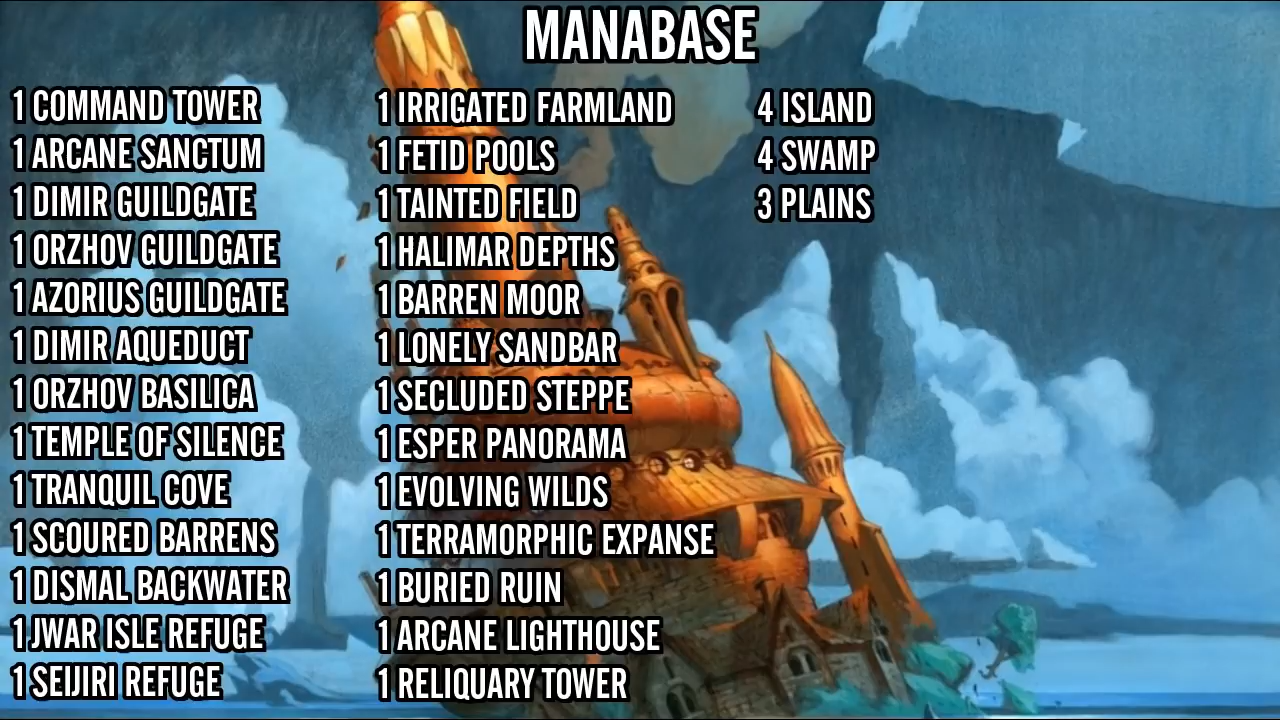 MANABASE
1 COMMAND TOWER
1 ARCANE SANCTUM
1 DIMIR GUILDGATE
1 ORZHOV GUILDGATE
1 AZORIUS GUILDGATE
1 DIMIR AQUEDUCT
1 ORZHOV BASILICA
1 TEMPLE OF SILENCE
1 TRANQUIL COVE
1 SCOURED BARRENS
1 DISMAL BACKWATER
1 JWAR ISLE REFUGE
1 SEIJIRI REFUGE
1 IRRIGATED FARMLAND
1 FETID POOLS
1 TAINTED FIELD
1 HALIMAR DEPTHS
1 BARREN MOOR
1 LONELY SANDBAR
1 SECLUDED STEPPE
1 ESPER PANORAMA
1 EVOLVING WILDS
1 TERRAMORPHIC EXPANSE
1 BURIED RUIN
1 ARCANE LIGHTHOUSE
1 RELIQUARY TOWER
4 ISLAND
4 SWAMP
3 PLAINS